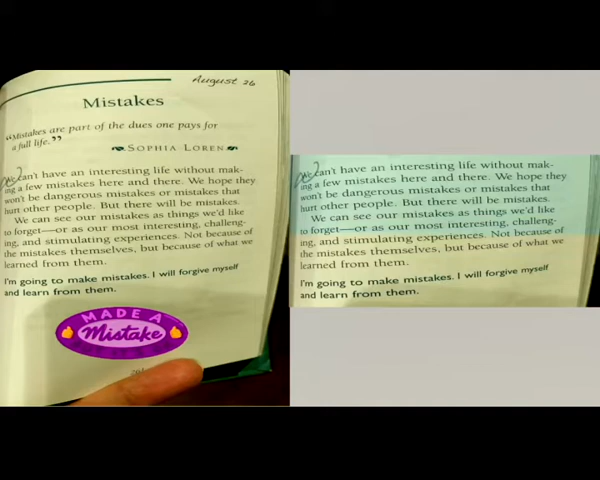 August 26
Mistakes
"Mistakes are part of the dues one pays for
a full life."
SOPHIA LOREN
We can't have an interesting life without mak-
ing a few mistakes here and there. We hope they
won't be dangerous mistakes or mistakes that
hurt other people. But there will be mistakes.
We can see our mistakes as things we'd like
to forget—or as our most interesting, challeng-
ing, and stimulating experiences. Not because of
the mistakes themselves, but because of what we
learned from them.
I'm going to make mistakes. I will forgive myself
and learn from them.
MADE A
Mistake
We can't have an interesting life without mak-
ing a few mistakes here and there. We hope they
won't be dangerous mistakes or mistakes that
hurt other people. But there will be mistakes.
We can see our mistakes as things we'd like
to forget—or as our most interesting, challeng-
ing, and stimulating experiences. Not because of
the mistakes themselves, but because of what we
learned from them.
I'm going to make mistakes. I will forgive myself
and learn from them.